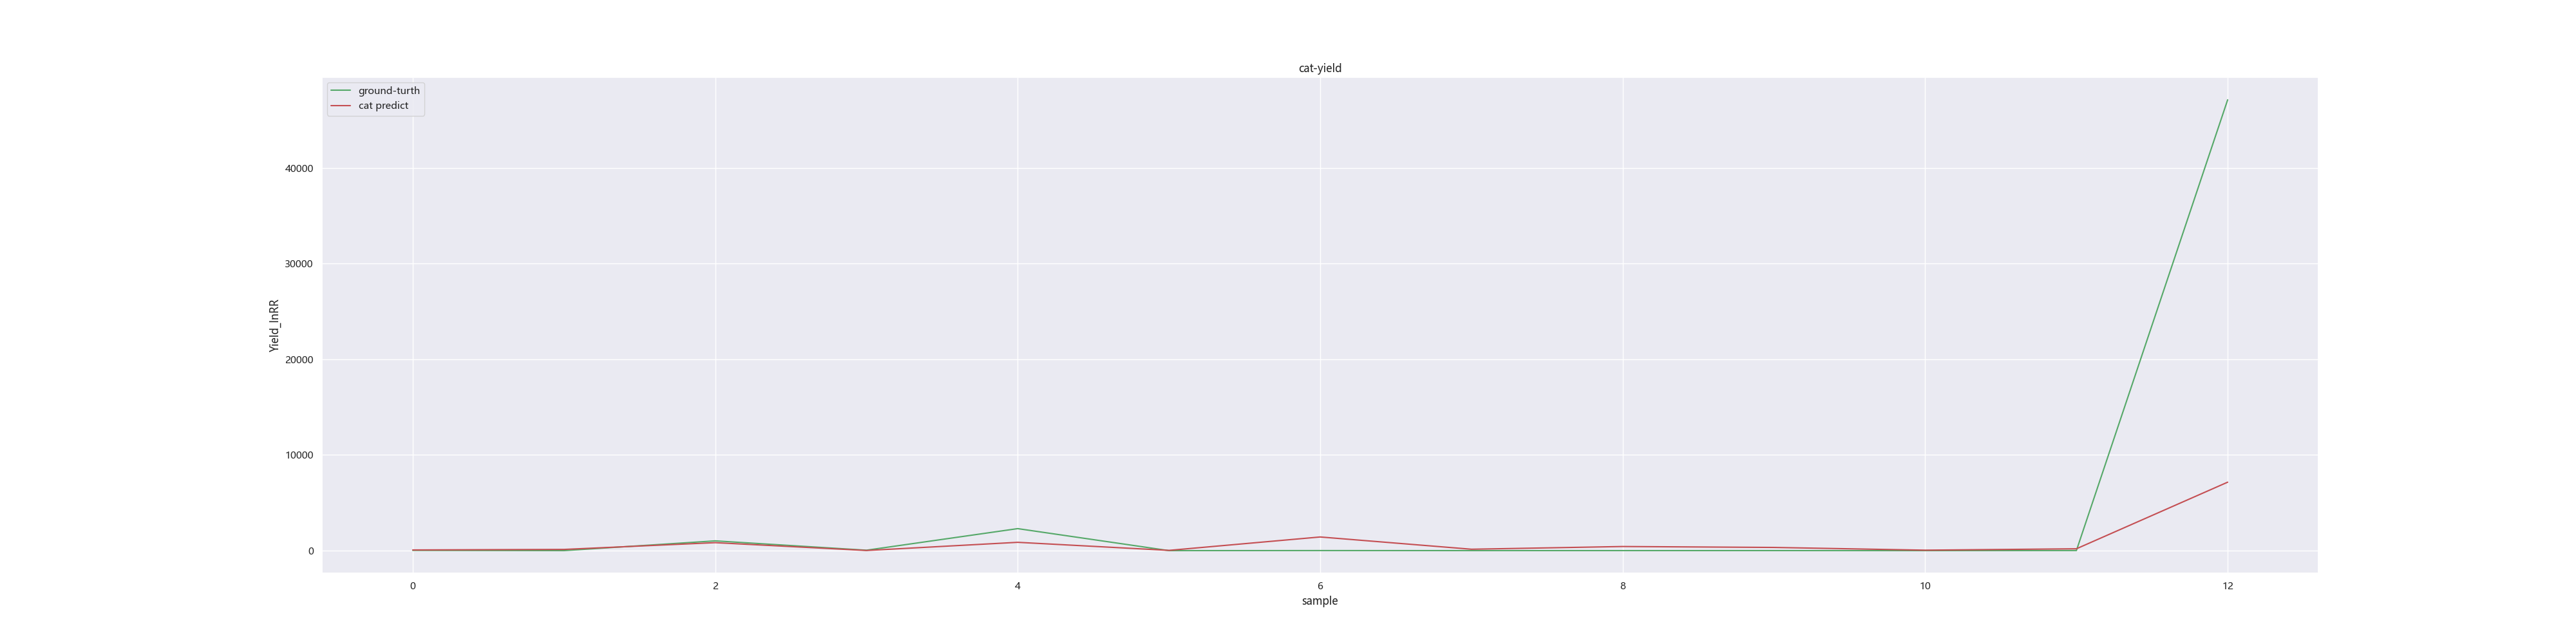 cat-yield
ground-turth
cat predict
40000
30000
20000
10000
0
Yield_lnRR
0 2 4 6 8 10 12
sample